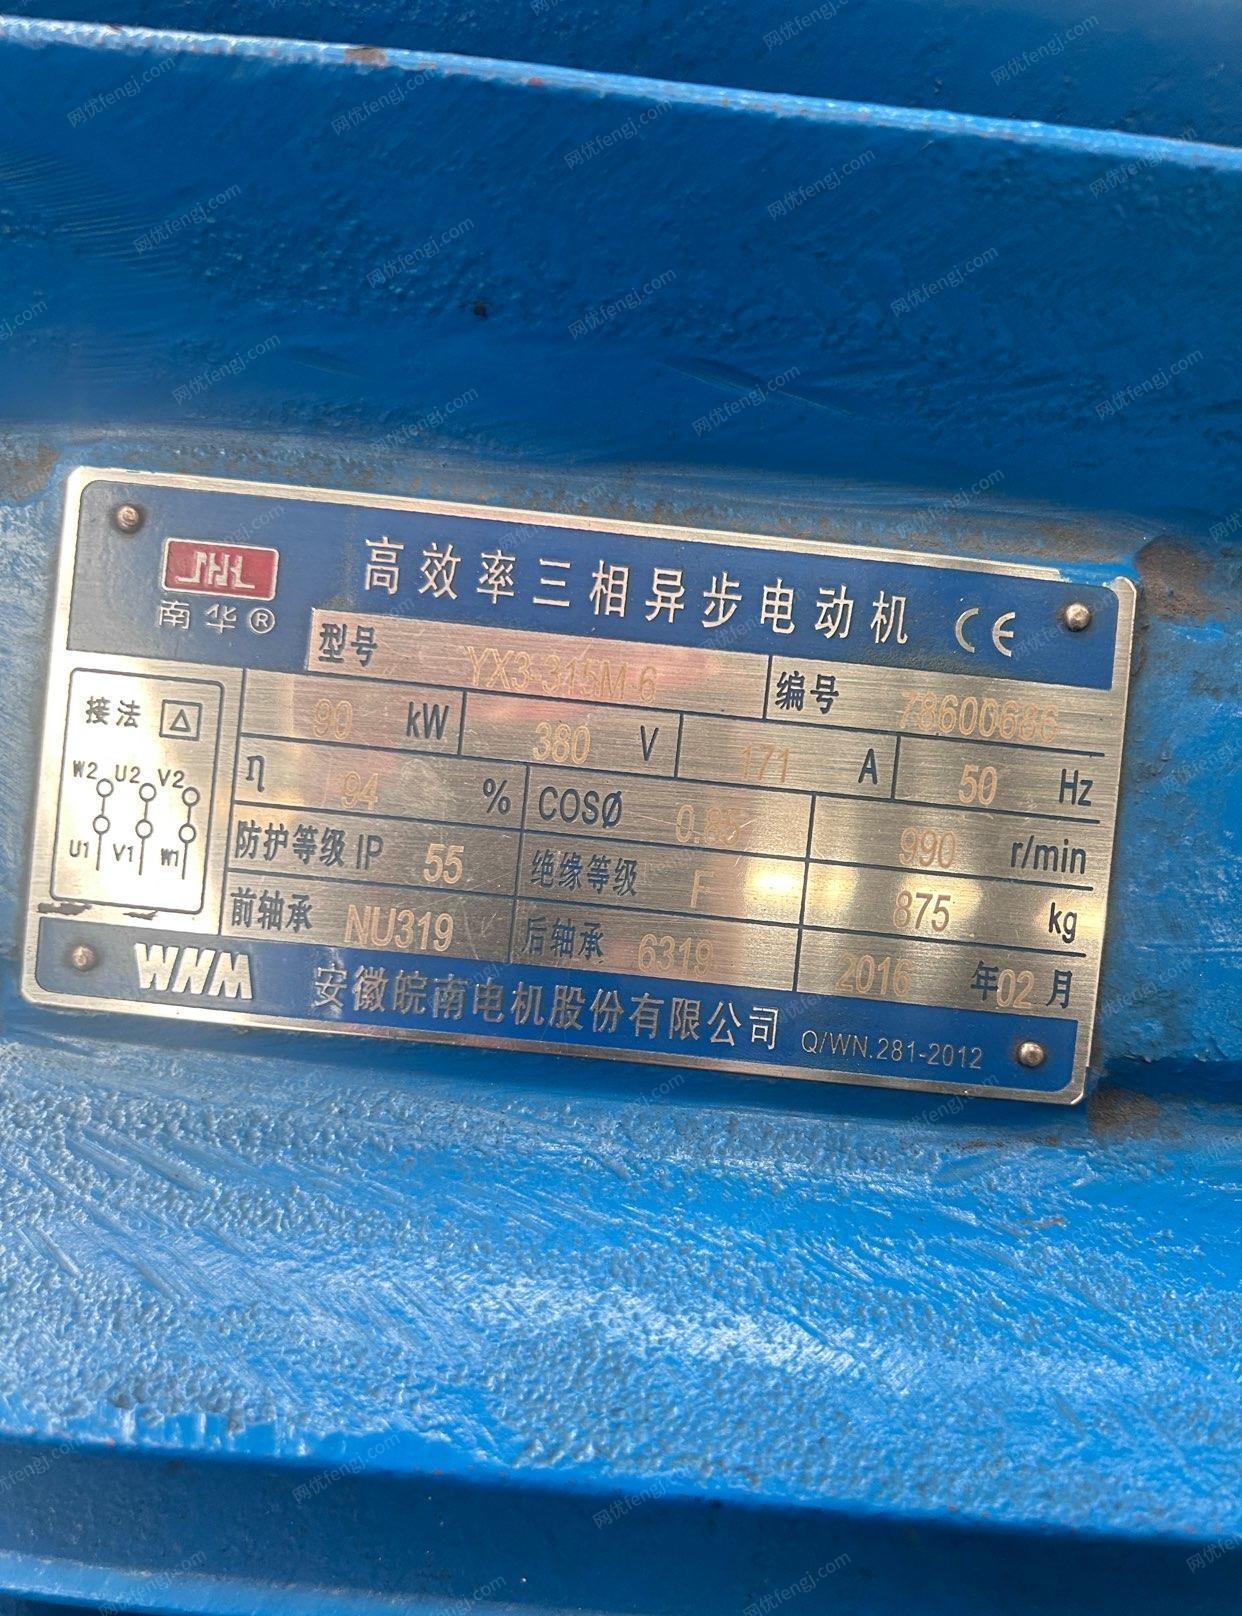 高效率三相异步电动机
南华®
型号 YX3-315M-6 编号 78600686
接法 △
90 kW 380 V 171 A 50 Hz
W2 U2 V2
U1 V1 W1
η 94 % COSØ 0.85 990 r/min
防护等级 IP 55 绝缘等级 F 875 kg
前轴承 NU319 后轴承 6319 2016 年 02 月
WNM 安徽皖南电机股份有限公司 Q/WN.281-2012
网优fengj.com